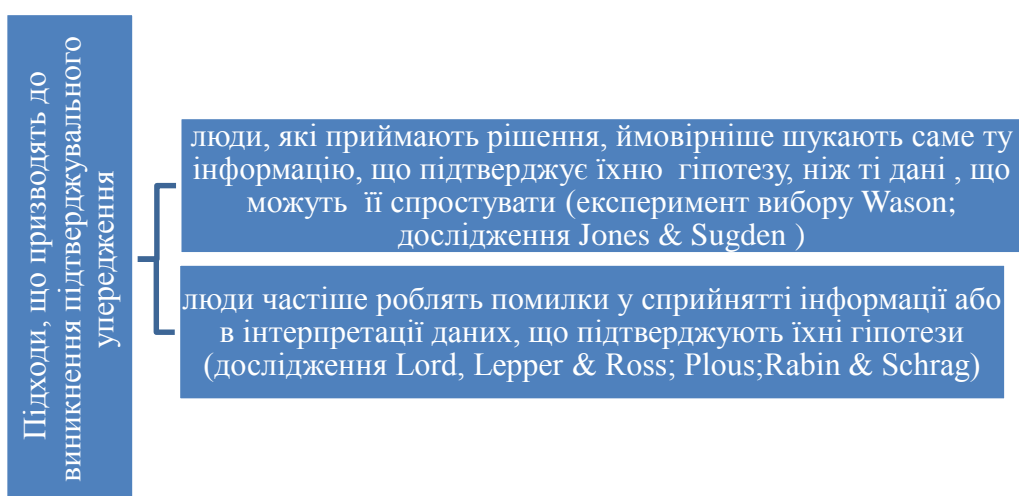 Підходи, що призводять до
виникнення підтверджувального
упередження
люди, які приймають рішення, ймовірніше шукають саме ту
інформацію, що підтверджує їхню гіпотезу, ніж ті дані , що
можуть її спростувати (експеримент вибору Wason;
дослідження Jones & Sugden )
люди частіше роблять помилки у сприйнятті інформації або
в інтерпретації даних, що підтверджують їхні гіпотези
(дослідження Lord, Lepper & Ross; Plous;Rabin & Schrag)